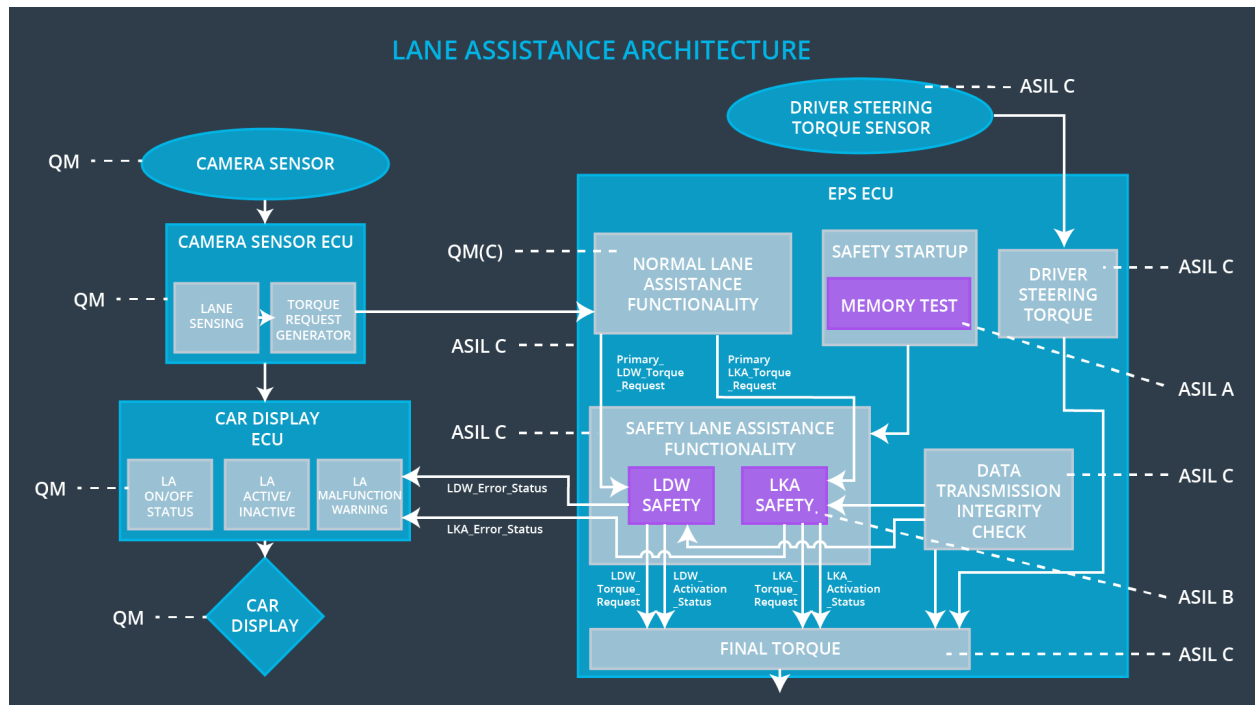 LANE ASSISTANCE ARCHITECTURE
ASIL C
DRIVER STEERING
TORQUE SENSOR
QM
CAMERA SENSOR
EPS ECU
CAMERA SENSOR ECU
QM
LANE
SENSING
TORQUE
REQUEST
GENERATOR
QM(C)
NORMAL LANE
ASSISTANCE
FUNCTIONALITY
SAFETY STARTUP
MEMORY TEST
DRIVER
STEERING
TORQUE
ASIL C
ASIL C
ASIL A
Primary_
LDW_Torque
_Request
Primary
LKA_Torque
_Request
CAR DISPLAY
ECU
QM
LA
ON/OFF
STATUS
LA
ACTIVE/
INACTIVE
LA
MALFUNCTION
WARNING
ASIL C
SAFETY LANE ASSISTANCE
FUNCTIONALITY
LDW
SAFETY
LKA
SAFETY
LDW_Error_Status
LKA_Error_Status
DATA
TRANSMISSION
INTEGRITY
CHECK
ASIL C
LDW_
Torque_
Request
LDW_
Activation
_Status
LKA_
Torque_
Request
LKA_
Activation
_Status
ASIL B
QM
CAR
DISPLAY
FINAL TORQUE
ASIL C